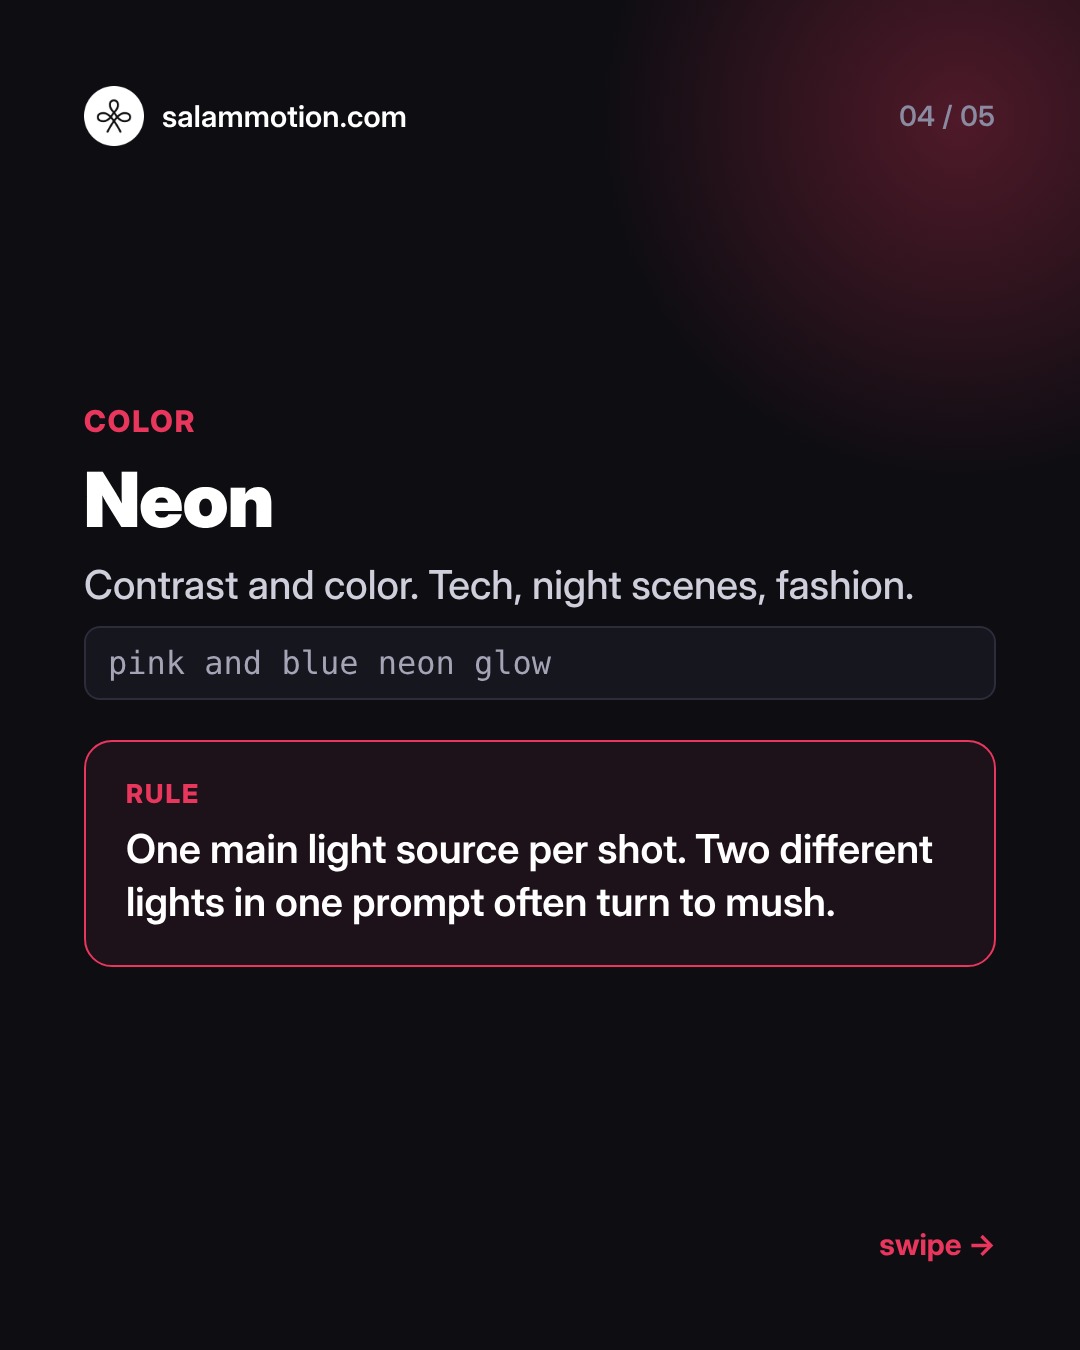 salammotion.com
04 / 05
COLOR
Neon
Contrast and color. Tech, night scenes, fashion.
pink and blue neon glow
RULE
One main light source per shot. Two different
lights in one prompt often turn to mush.
swipe →